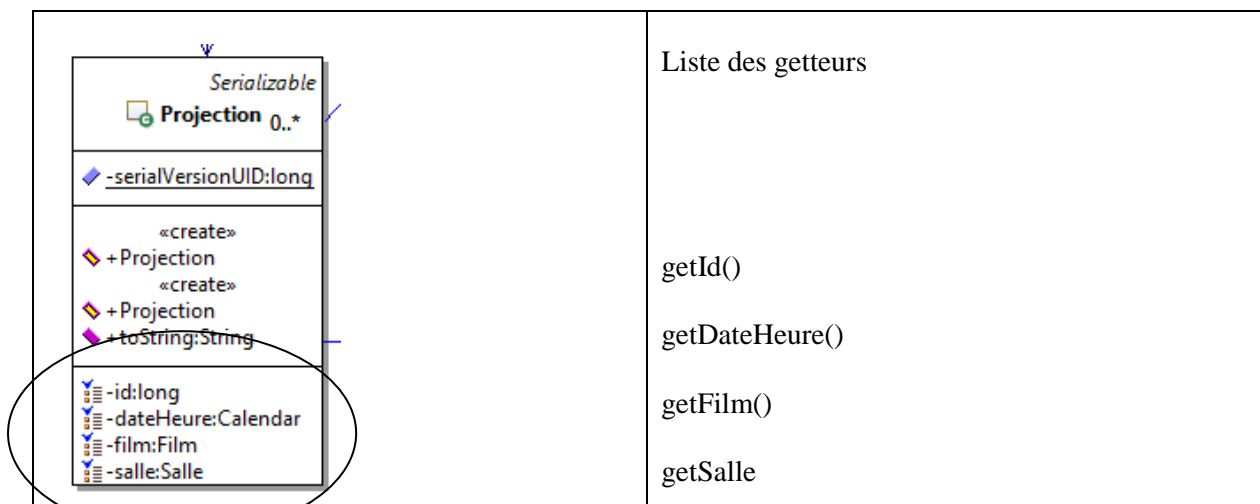 Serializable
Projection 0..*
-serialVersionUID:long
«create»
+Projection
«create»
+Projection
+toString:String
-id:long
-dateHeure:Calendar
-film:Film
-salle:Salle
Liste des getteurs
getId()
getDateHeure()
getFilm()
getSalle